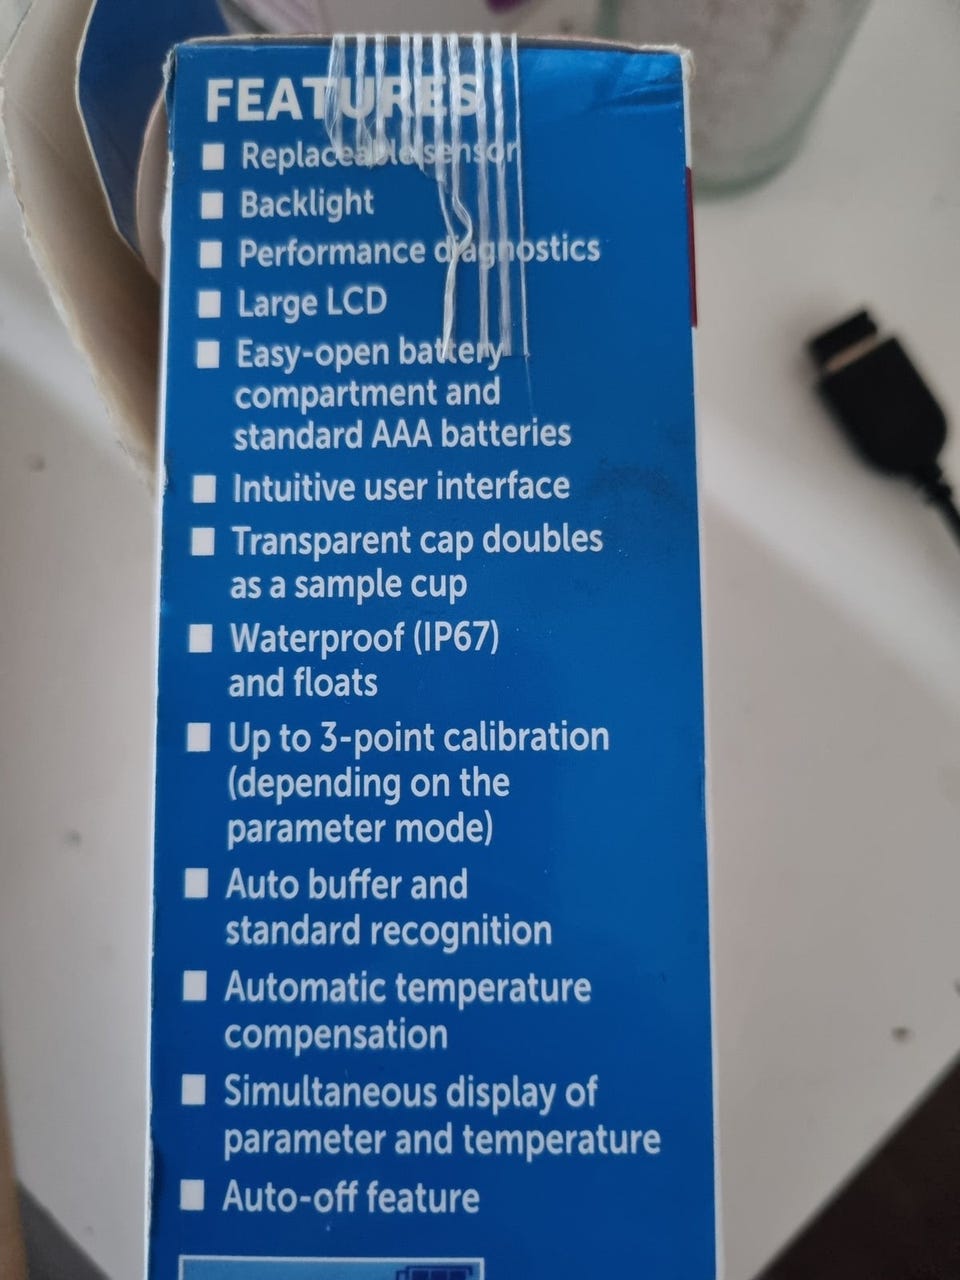 FEATURES
Replaceable sensor
Backlight
Performance diagnostics
Large LCD
Easy-open battery
compartment and
standard AAA batteries
Intuitive user interface
Transparent cap doubles
as a sample cup
Waterproof (IP67)
and floats
Up to 3-point calibration
(depending on the
parameter mode)
Auto buffer and
standard recognition
Automatic temperature
compensation
Simultaneous display of
parameter and temperature
Auto-off feature